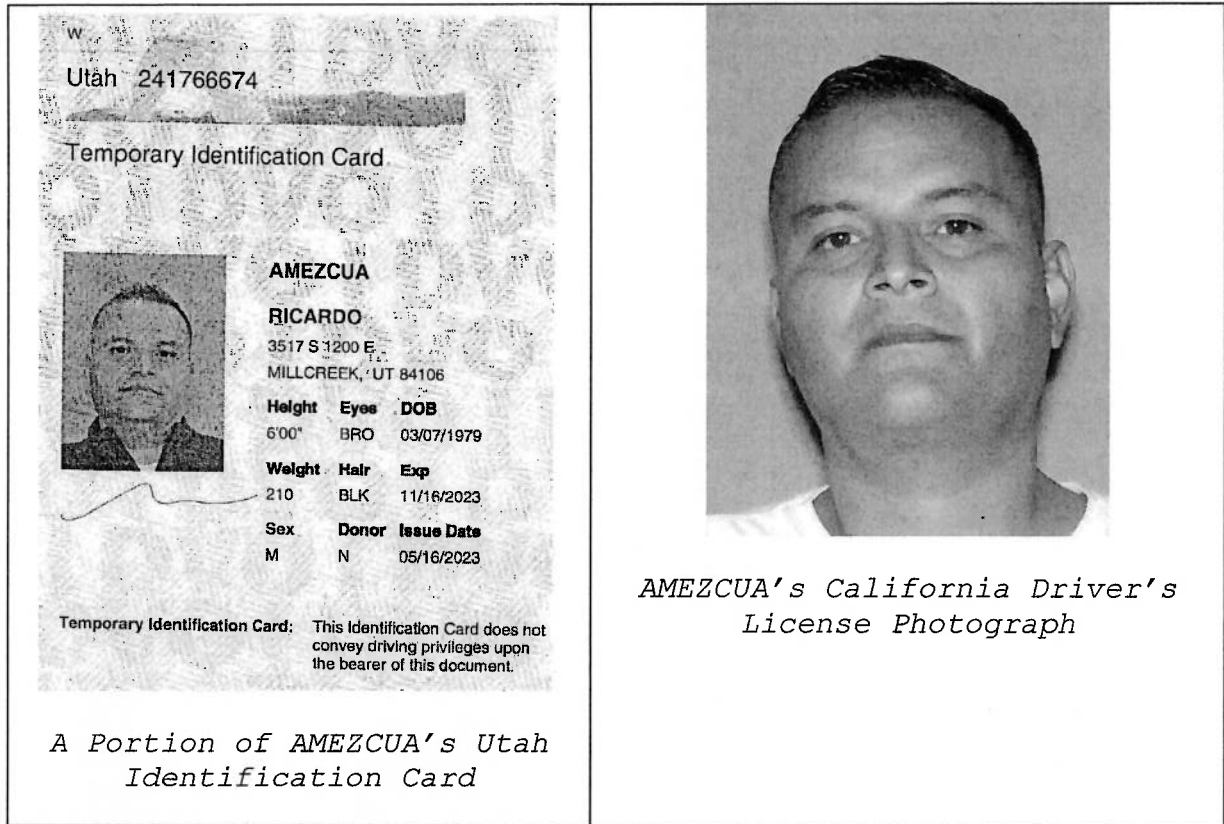 W
Utah 241766674
Temporary Identification Card
AMEZCUA
RICARDO
3517 S 1200 E
MILLCREEK, UT 84106
Height Eyes DOB
6'00" BRO 03/07/1979
Weight Hair Exp
210 BLK 11/16/2023
Sex Donor Issue Date
M N 05/16/2023
Temporary Identification Card: This Identification Card does not
convey driving privileges upon
the bearer of this document.
A Portion of AMEZCUA's Utah
Identification Card
AMEZCUA's California Driver's
License Photograph